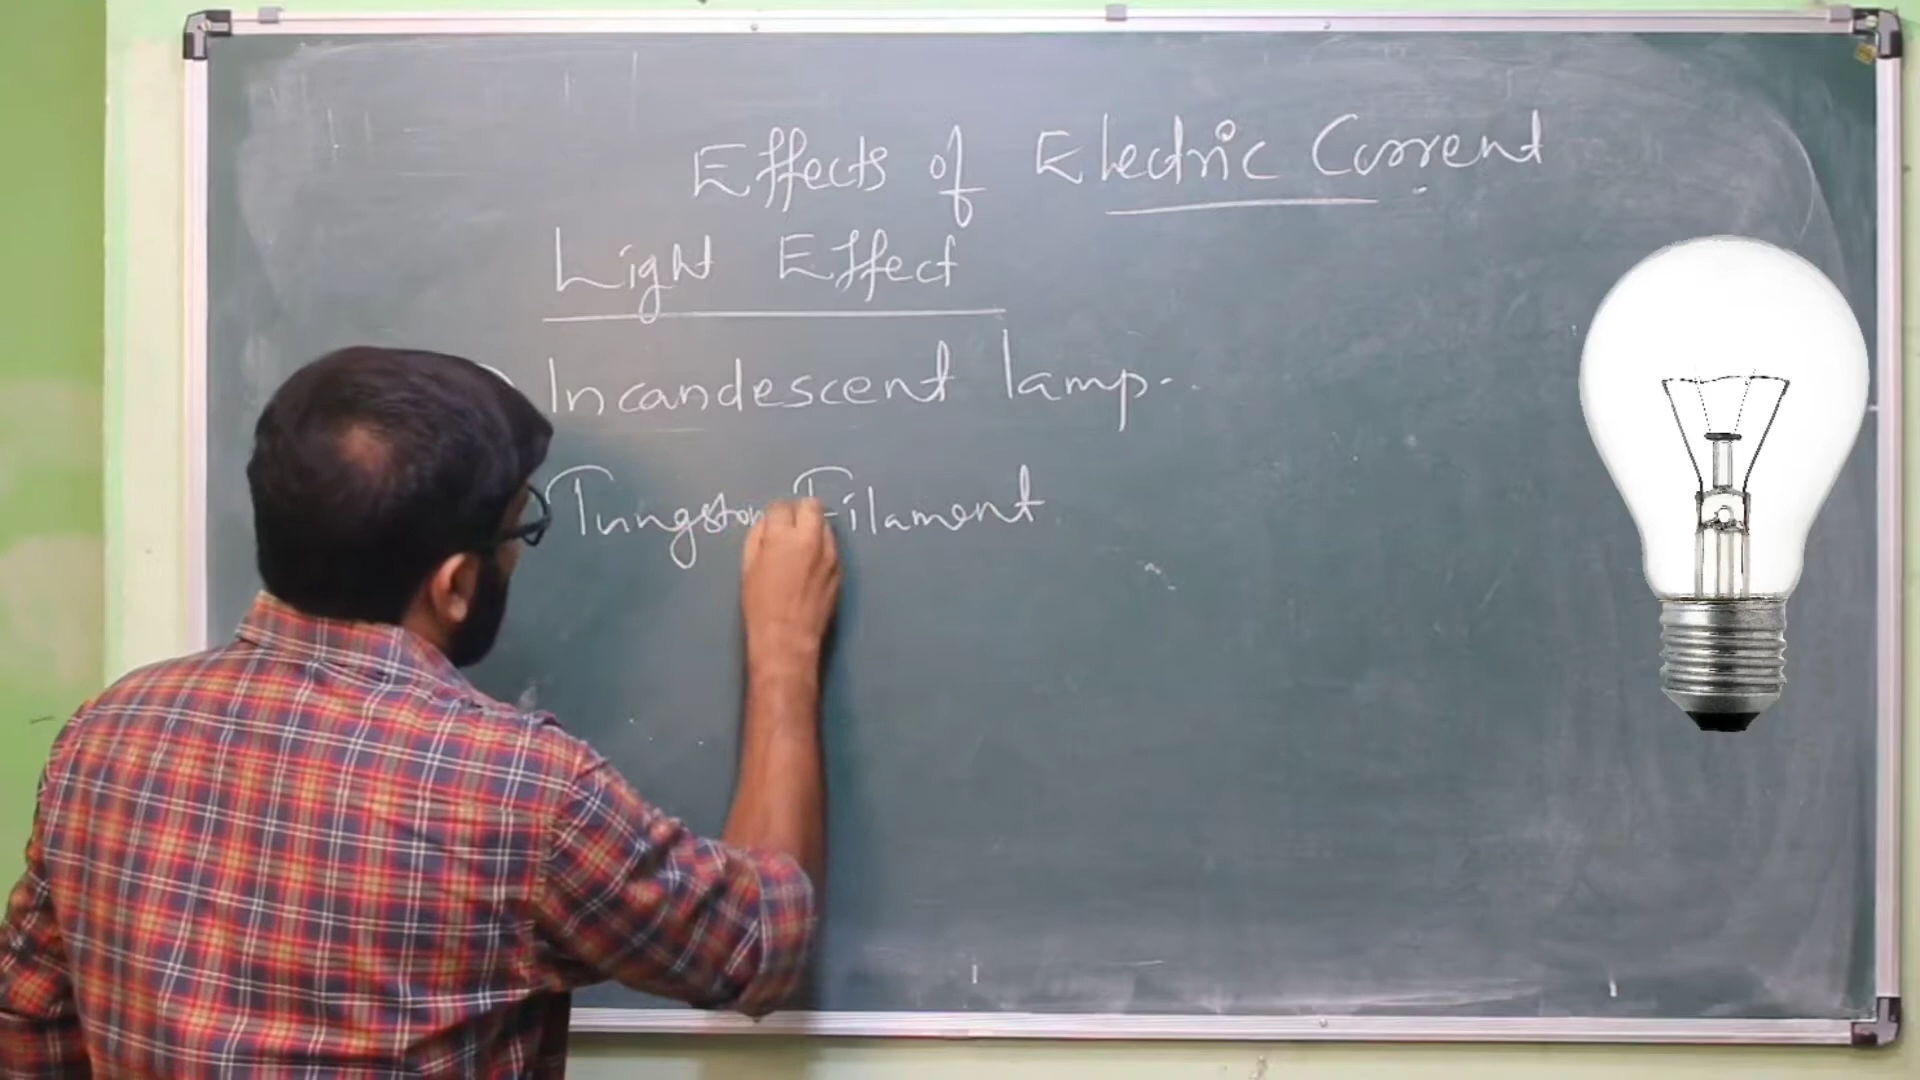 Effects of Electric Current
Light Effect
Incandescent lamp..
Tungsten Filament